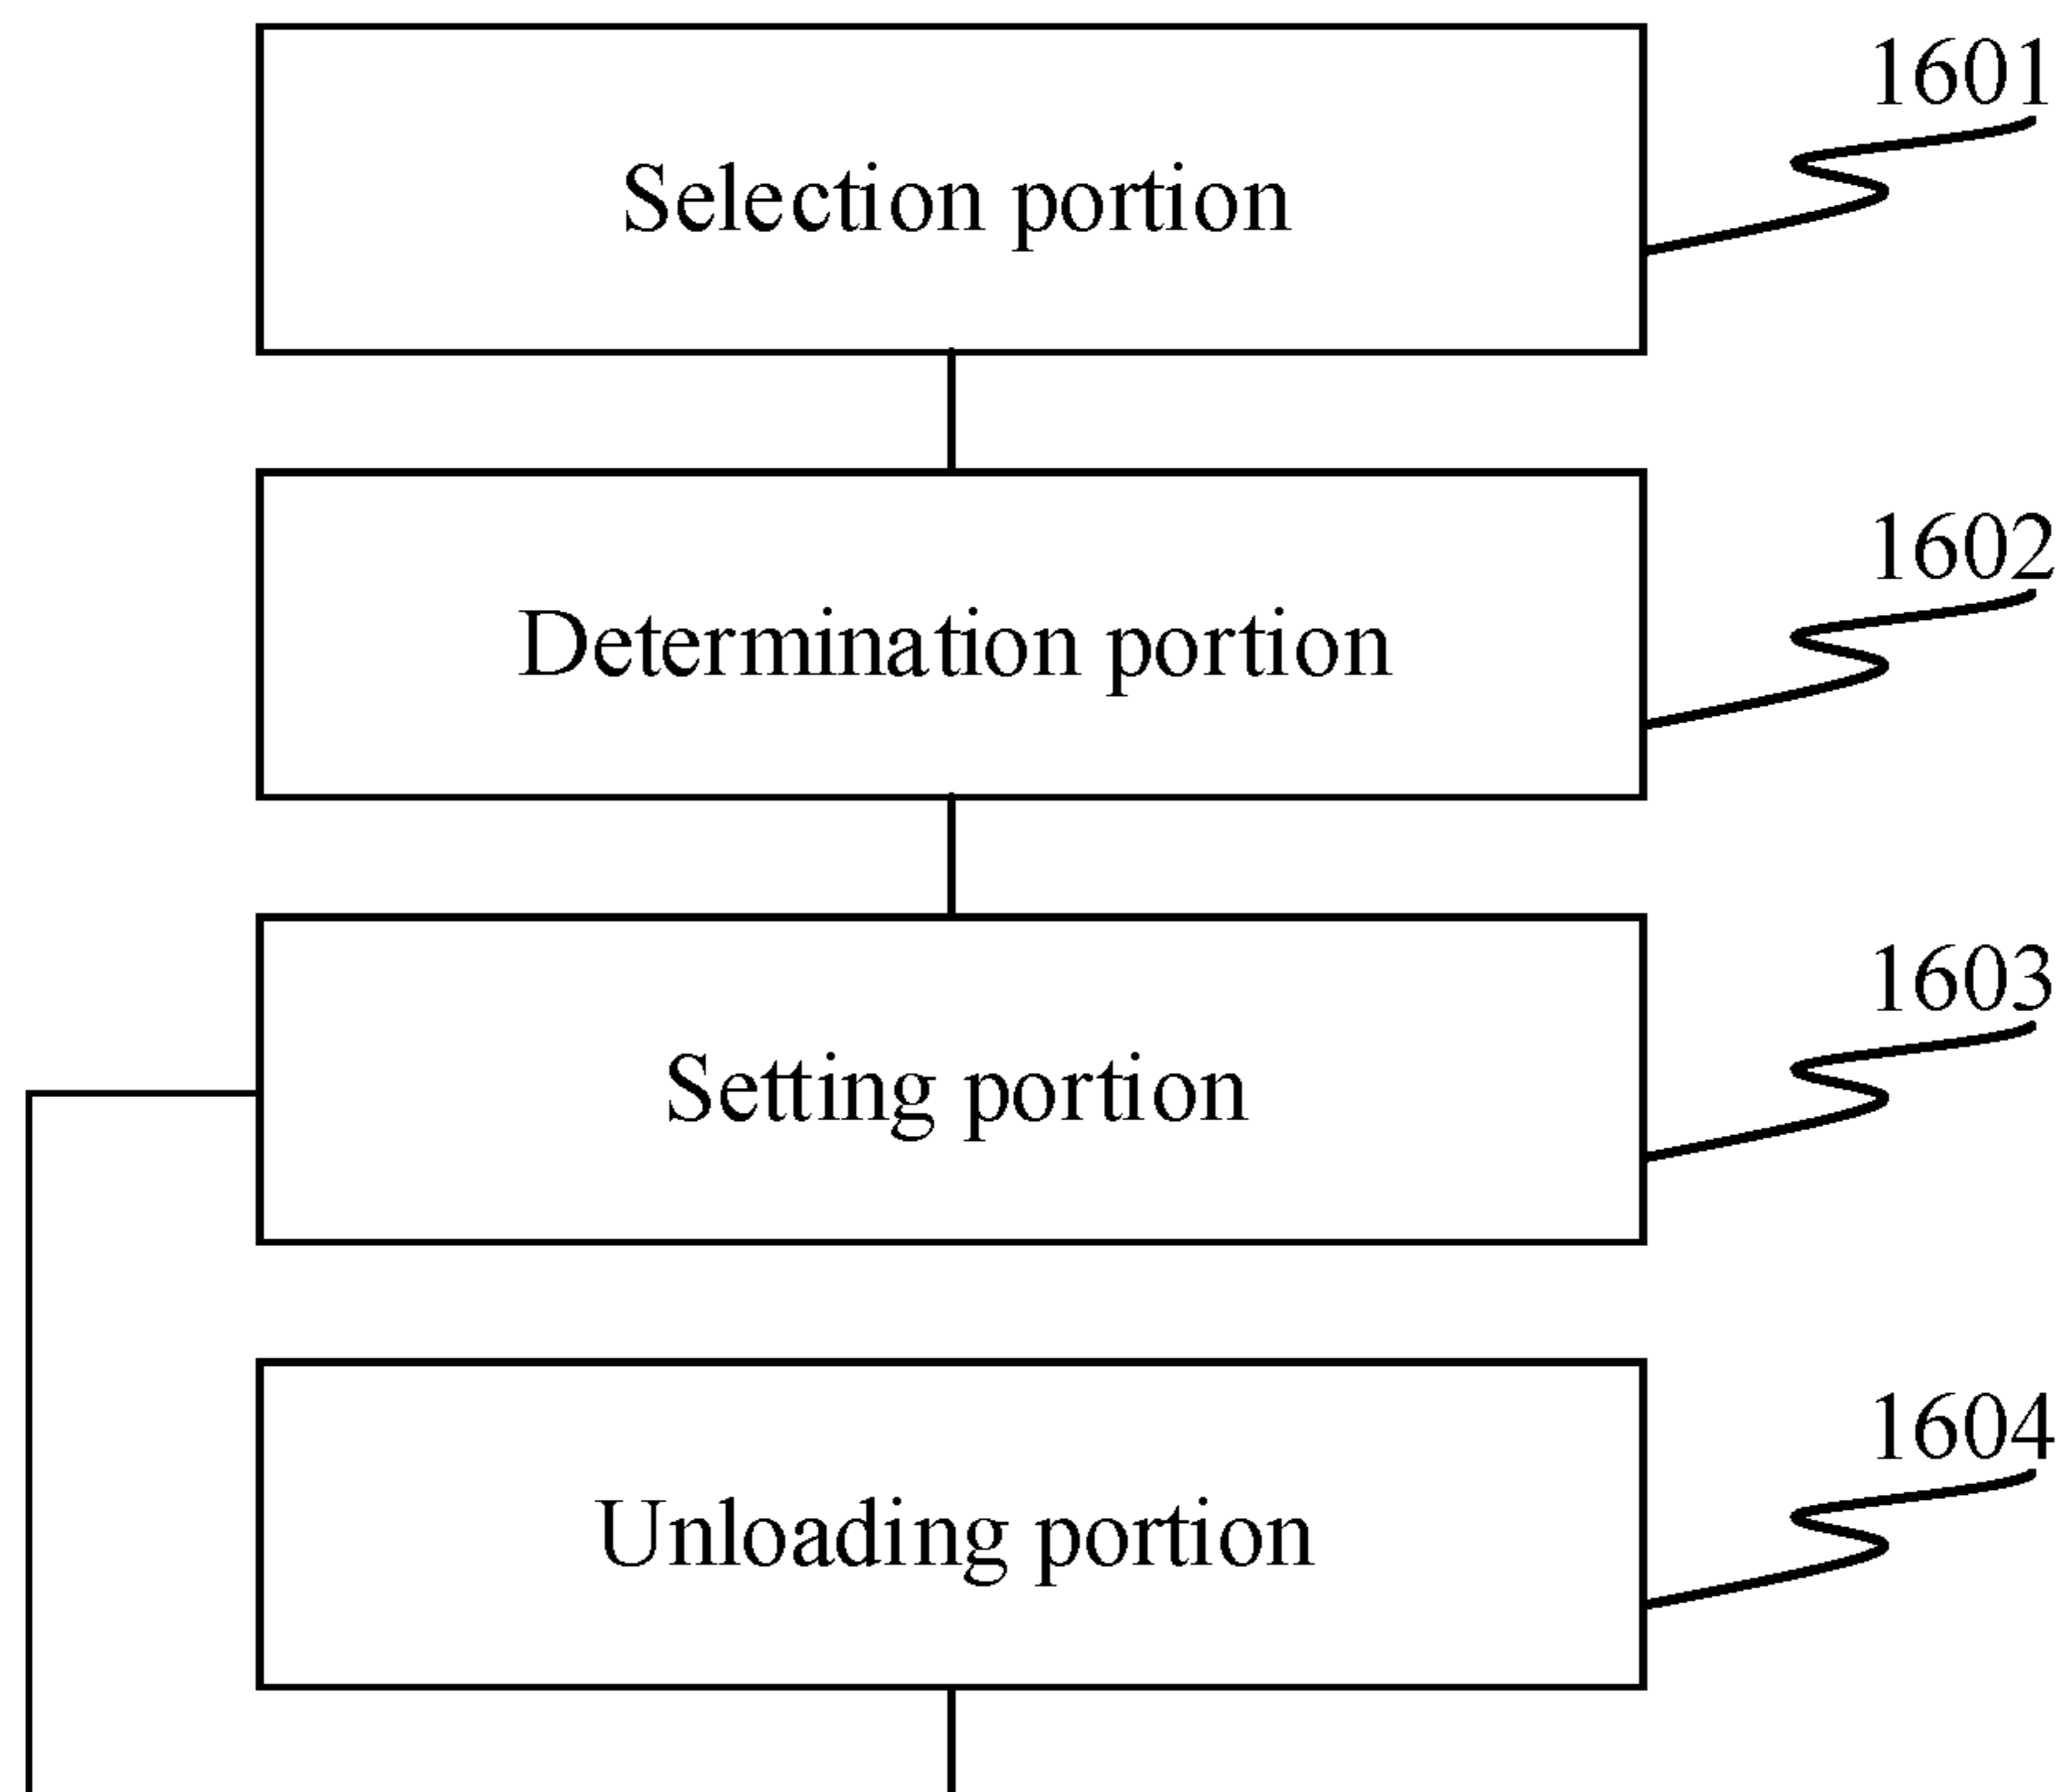 1601
Selection portion
1602
Determination portion
1603
Setting portion
1604
Unloading portion